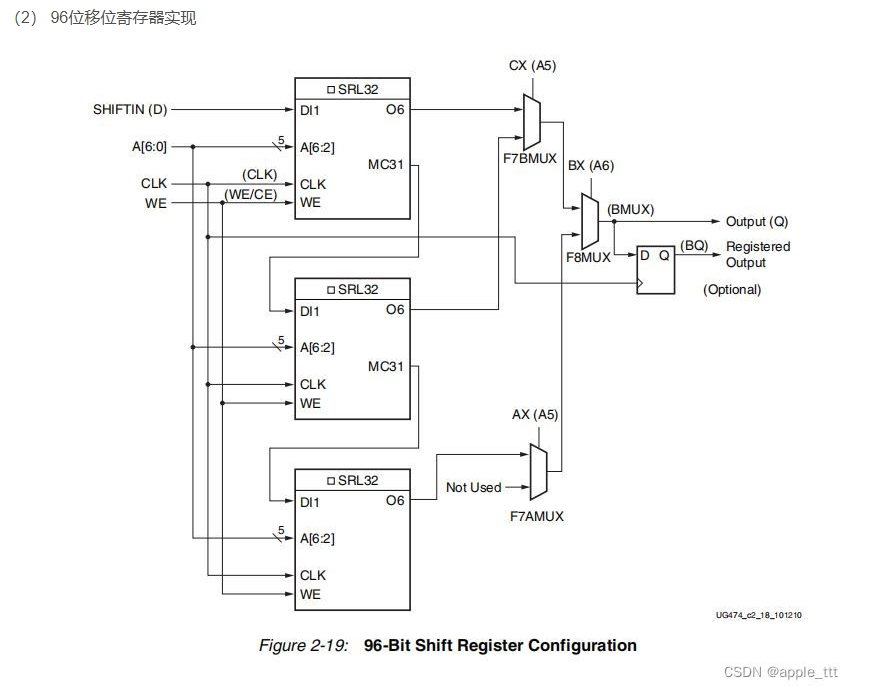 （2） 96位移位寄存器实现
CX (A5)
SRL32
SHIFTIN (D)
DI1
O6
A[6:0]
5
A[6:2]
F7BMUX
MC31
BX (A6)
CLK
(CLK)
CLK
WE
(WE/CE)
WE
(BMUX)
Output (Q)
F8MUX
D Q
(BQ)
Registered
Output
(Optional)
SRL32
DI1
O6
5
A[6:2]
MC31
CLK
WE
AX (A5)
SRL32
Not Used
DI1
O6
F7AMUX
5
A[6:2]
CLK
WE
UG474_c2_18_101210
Figure 2-19: 96-Bit Shift Register Configuration
CSDN @apple_ttt